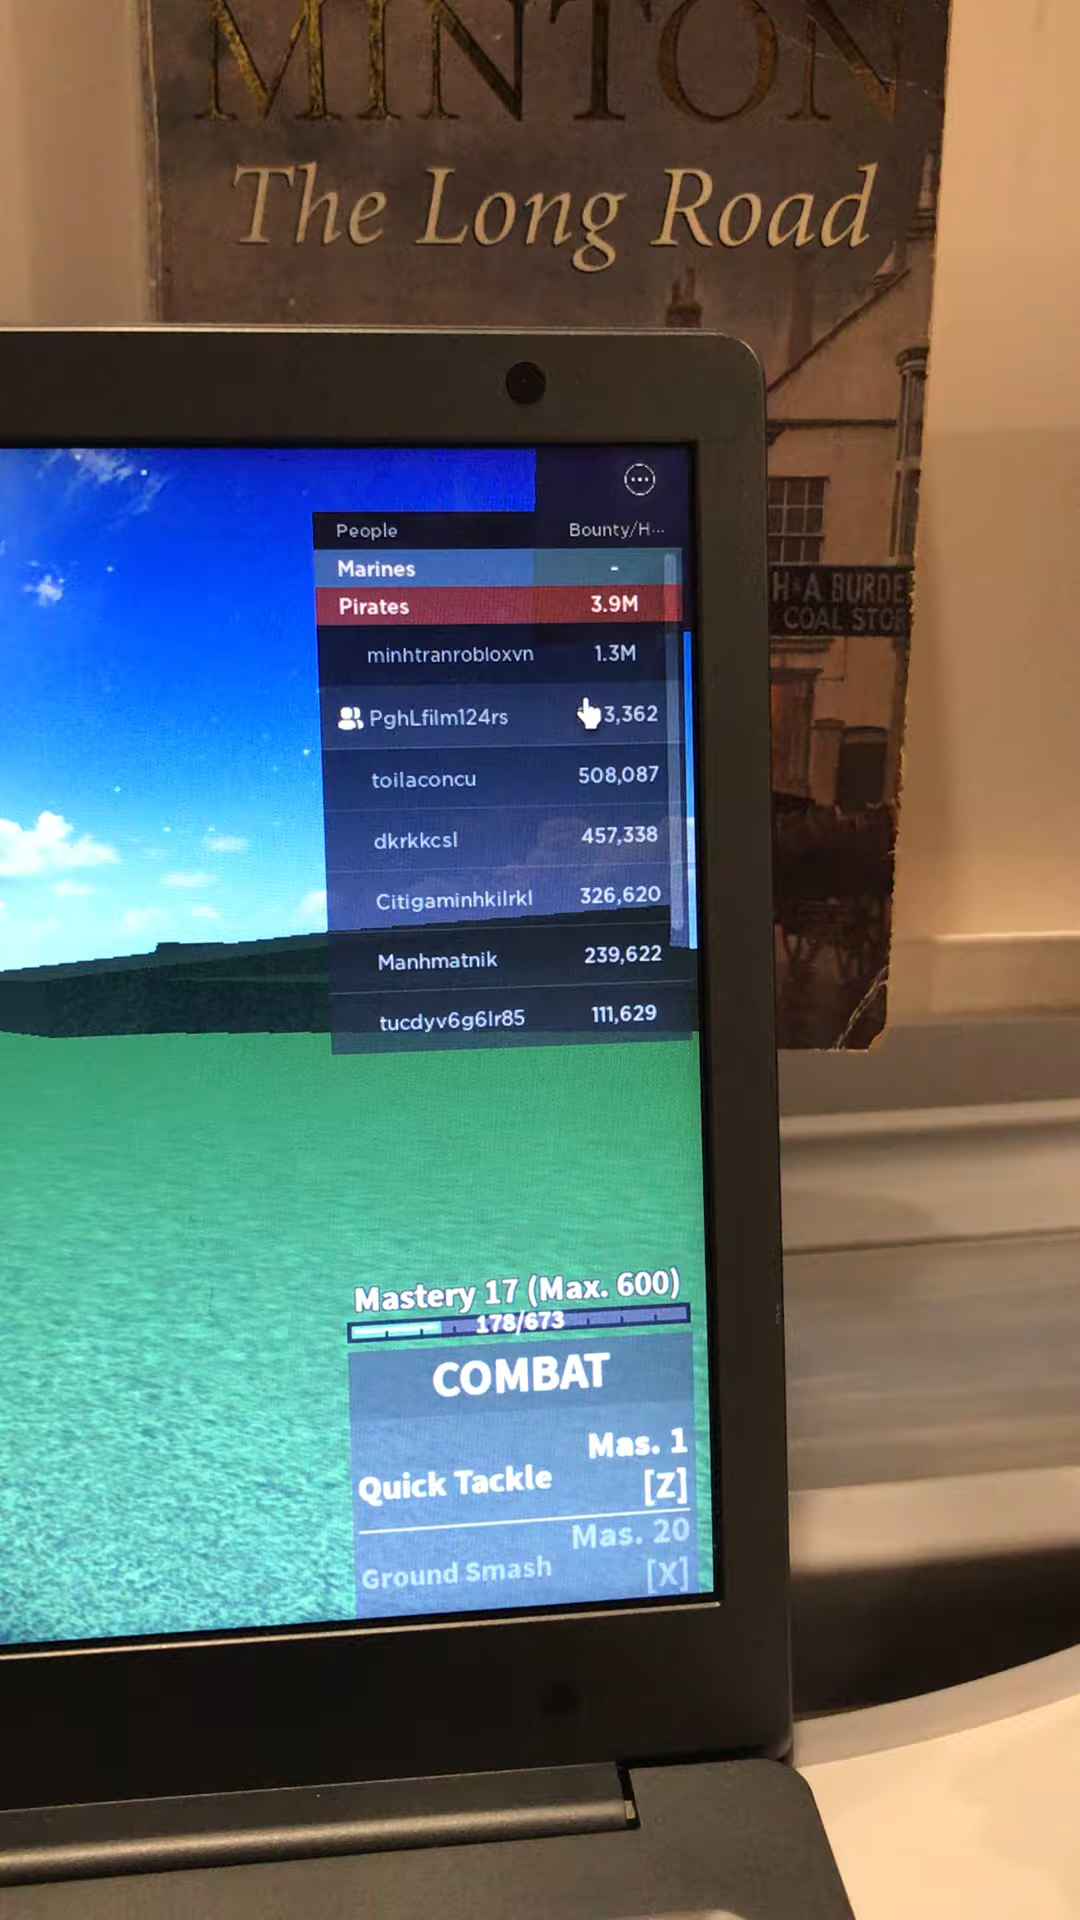 MINTON
The Long Road
H & A BURDE
COAL STOR
People Bounty/H...
Marines -
Pirates 3.9M
minhtranrobloxvn 1.3M
PghLfilm124rs 3,362
toilaconcu 508,087
dkrkkcsl 457,338
Citigaminhkilrkl 326,620
Manhmatnik 239,622
tucdyv6g6lr85 111,629
Mastery 17 (Max. 600)
178/673
COMBAT
Mas. 1
Quick Tackle [Z]
Mas. 20
Ground Smash [X]